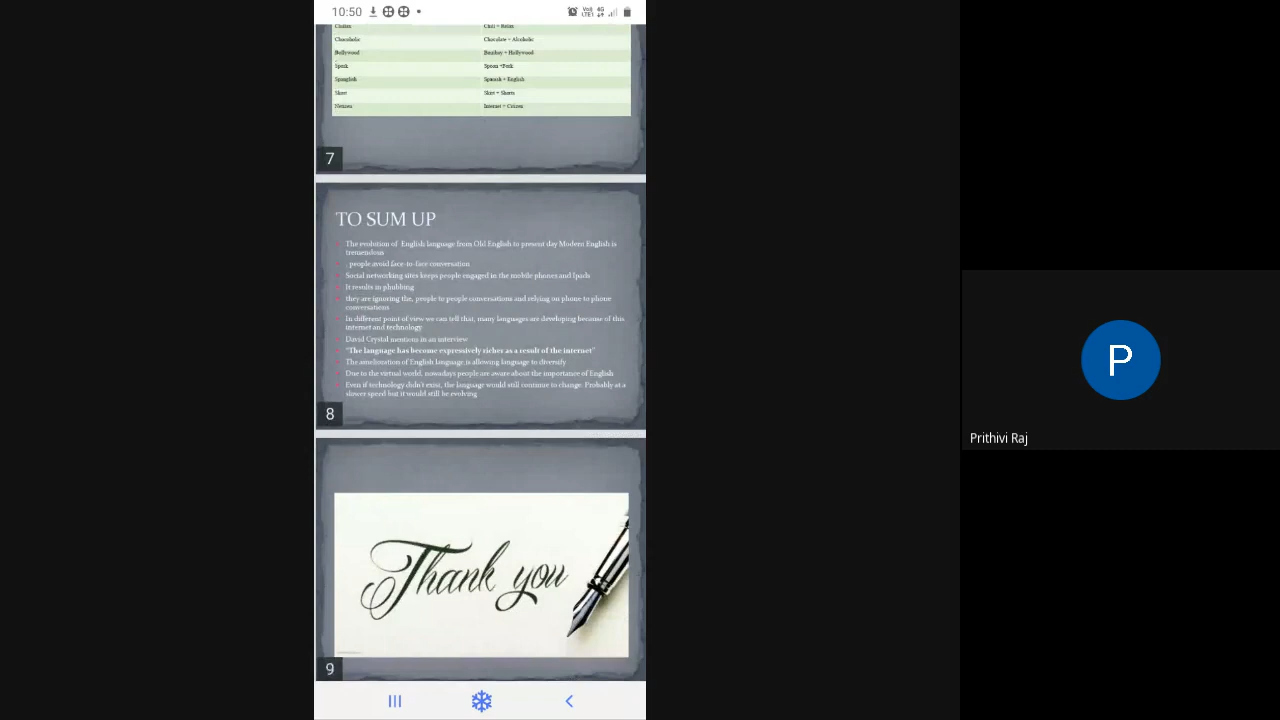 10:50
Vo)) 4G
LTE1
Chillax Chill + Relax
Chocoholic Chocolate + Alcoholic
Bollywood Bombay + Hollywood
Spork Spoon +Fork
Spanglish Spanish + English
Skort Skirt + Shorts
Netizen Internet + Citizen
7
TO SUM UP
The evolution of English language from Old English to present day Modern English is
tremendous
. people avoid face-to-face conversation
Social networking sites keeps people engaged in the mobile phones and Ipads
It results in phubbing
they are ignoring the, people to people conversations and relying on phone to phone
conversations
In different point of view we can tell that, many languages are developing because of this
internet and technology
David Crystal mentions in an interview
"The language has become expressively richer as a result of the internet"
The amelioration of English language is allowing language to diversify
Due to the virtual world, nowadays people are aware about the importance of English
Even if technology didn't exist, the language would still continue to change. Probably at a
slower speed but it would still be evolving
8
Thank you
9
P
Prithivi Raj